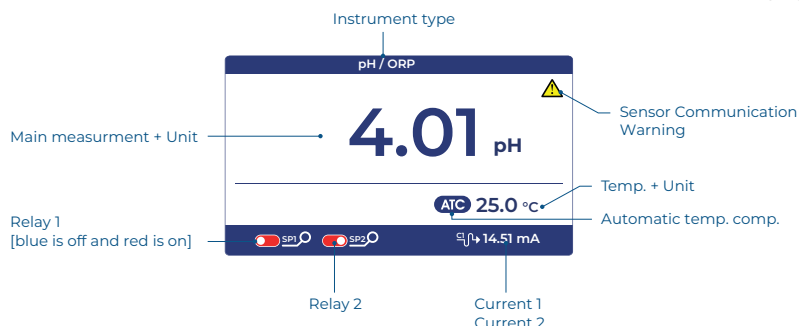 Instrument type
pH / ORP
Sensor Communication
Warning
Main measurment + Unit
4.01 pH
Temp. + Unit
ATC 25.0 °C
Automatic temp. comp.
Relay 1
[blue is off and red is on]
SP1 SP2 C1 14.51 mA
Relay 2
Current 1
Current 2